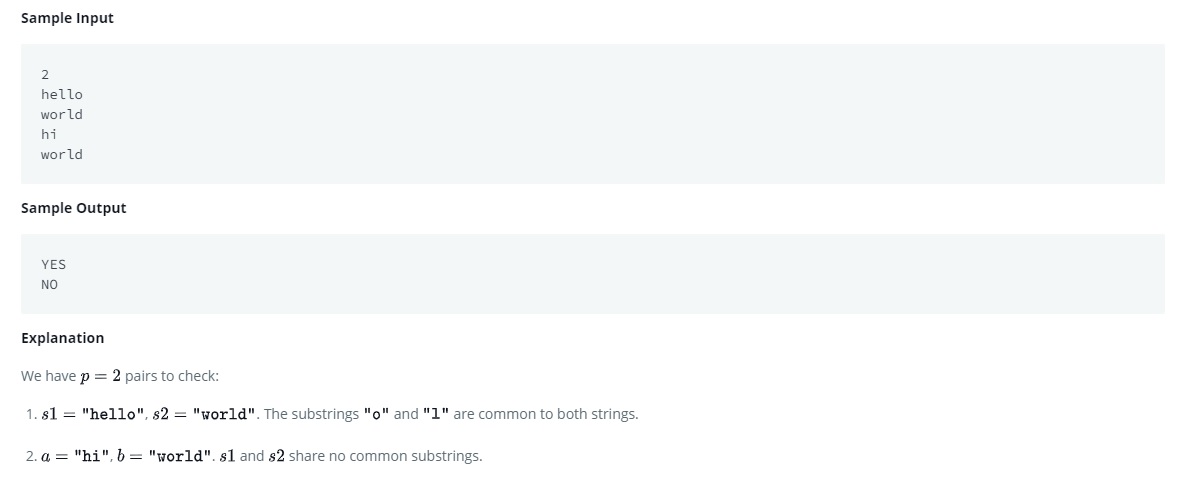 Sample Input
2
hello
world
hi
world
Sample Output
YES
NO
Explanation
We have p = 2 pairs to check:
1. s1 = "hello", s2 = "world". The substrings "o" and "l" are common to both strings.
2. a = "hi", b = "world". s1 and s2 share no common substrings.